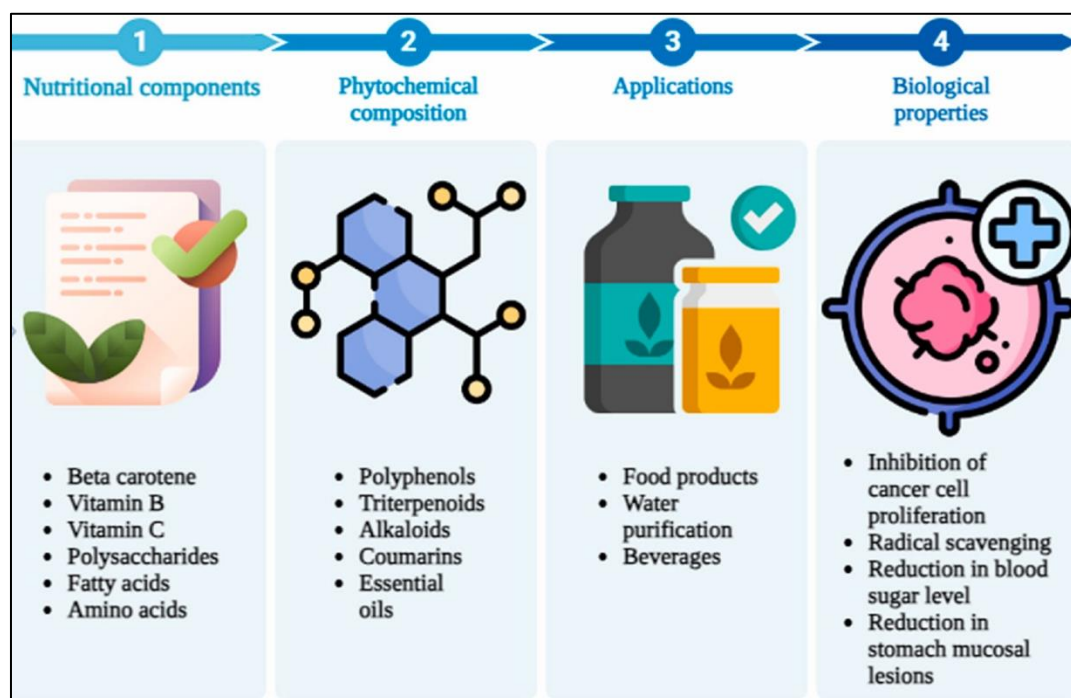 1
Nutritional components
• Beta carotene
• Vitamin B
• Vitamin C
• Polysaccharides
• Fatty acids
• Amino acids
2
Phytochemical
composition
• Polyphenols
• Triterpenoids
• Alkaloids
• Coumarins
• Essential
oils
3
Applications
• Food products
• Water
purification
• Beverages
4
Biological
properties
• Inhibition of
cancer cell
proliferation
• Radical scavenging
• Reduction in blood
sugar level
• Reduction in
stomach mucosal
lesions